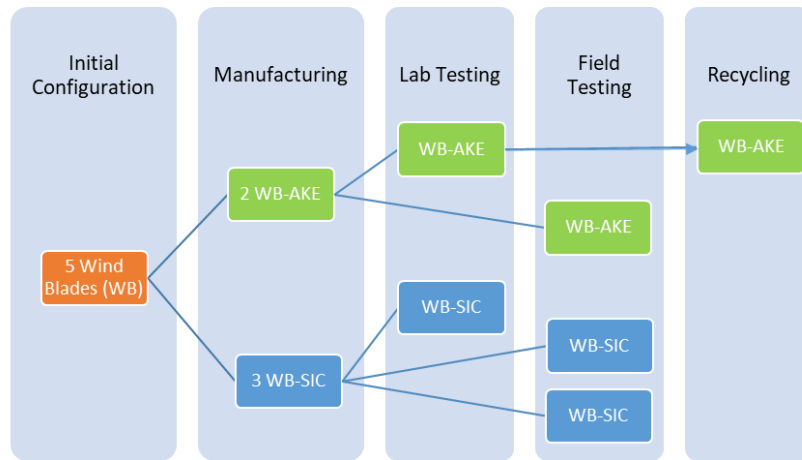 Initial
Configuration
Manufacturing
Lab Testing
Field
Testing
Recycling
5 Wind
Blades (WB)
2 WB-AKE
3 WB-SIC
WB-AKE
WB-SIC
WB-AKE
WB-SIC
WB-SIC
WB-AKE